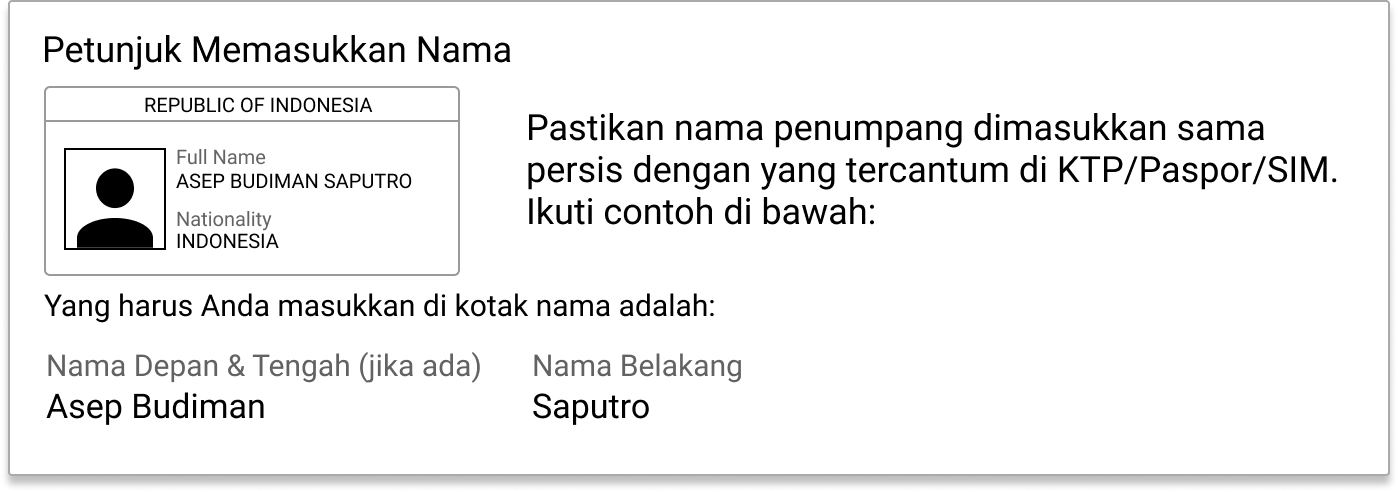 Petunjuk Memasukkan Nama
REPUBLIC OF INDONESIA
Full Name
ASEP BUDIMAN SAPUTRO
Nationality
INDONESIA
Pastikan nama penumpang dimasukkan sama
persis dengan yang tercantum di KTP/Paspor/SIM.
Ikuti contoh di bawah:
Yang harus Anda masukkan di kotak nama adalah:
Nama Depan & Tengah (jika ada)
Asep Budiman
Nama Belakang
Saputro